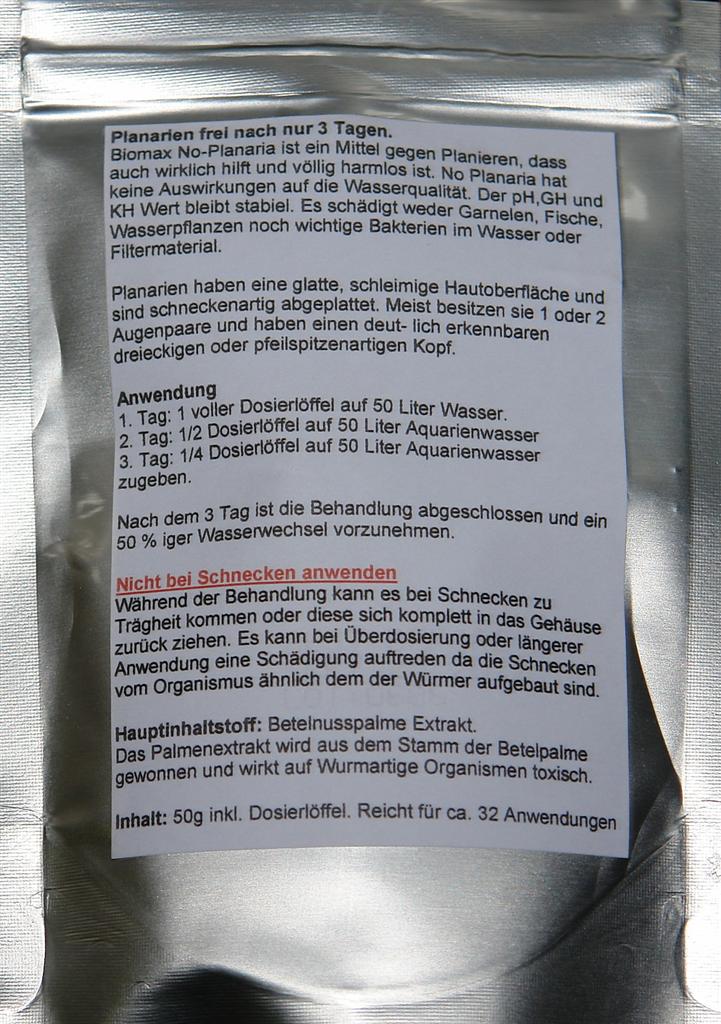 Planarien frei nach nur 3 Tagen.
Biomax No-Planaria ist ein Mittel gegen Planieren, dass
auch wirklich hilft und völlig harmlos ist. No Planaria hat
keine Auswirkungen auf die Wasserqualität. Der pH,GH und
KH Wert bleibt stabiel. Es schädigt weder Garnelen, Fische,
Wasserpflanzen noch wichtige Bakterien im Wasser oder
Filtermaterial.
Planarien haben eine glatte, schleimige Hautoberfläche und
sind schneckenartig abgeplattet. Meist besitzen sie 1 oder 2
Augenpaare und haben einen deut- lich erkennbaren
dreieckigen oder pfeilspitzenartigen Kopf.
Anwendung
1. Tag: 1 voller Dosierlöffel auf 50 Liter Wasser.
2. Tag: 1/2 Dosierlöffel auf 50 Liter Aquarienwasser
3. Tag: 1/4 Dosierlöffel auf 50 Liter Aquarienwasser
zugeben.
Nach dem 3 Tag ist die Behandlung abgeschlossen und ein
50 % iger Wasserwechsel vorzunehmen.
Nicht bei Schnecken anwenden
Während der Behandlung kann es bei Schnecken zu
Trägheit kommen oder diese sich komplett in das Gehäuse
zurück ziehen. Es kann bei Überdosierung oder längerer
Anwendung eine Schädigung auftreten da die Schnecken
vom Organismus ähnlich dem der Würmer aufgebaut sind.
Hauptinhaltstoff: Betelnusspalme Extrakt.
Das Palmenextrakt wird aus dem Stamm der Betelpalme
gewonnen und wirkt auf Wurmartige Organismen toxisch.
Inhalt: 50g inkl. Dosierlöffel. Reicht für ca. 32 Anwendungen